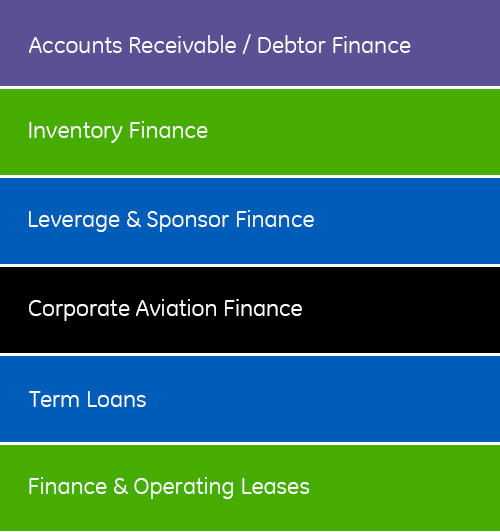 Accounts Receivable / Debtor Finance
Inventory Finance
Leverage & Sponsor Finance
Corporate Aviation Finance
Term Loans
Finance & Operating Leases